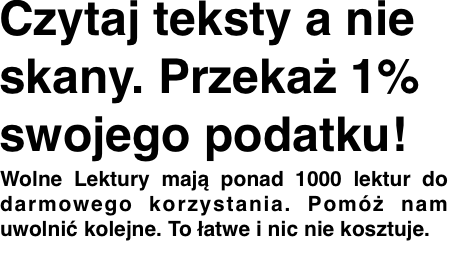 Czytaj teksty a nie
skany. Przekaż 1%
swojego podatku!
Wolne Lektury mają ponad 1000 lektur do
darmowego korzystania. Pomóż nam
uwolnić kolejne. To łatwe i nic nie kosztuje.